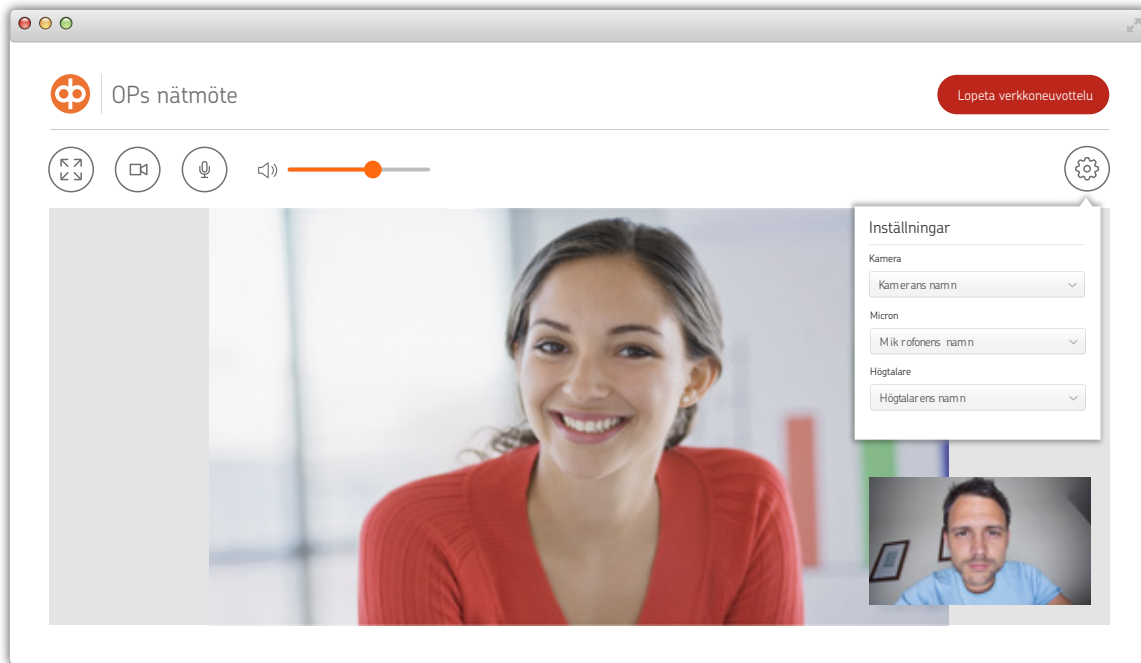 OPs nätmöte
Lopeta verkkoneuvottelu
Inställningar
Kamera
Kamerans namn
Micron
Mikrofonens namn
Högtalare
Högtalarens namn